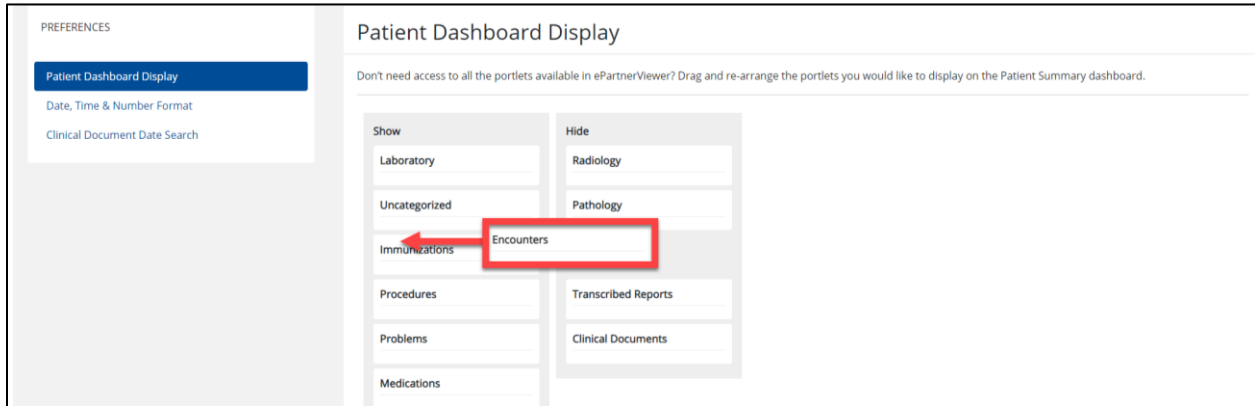 PREFERENCES
Patient Dashboard Display
Date, Time & Number Format
Clinical Document Date Search
Patient Dashboard Display
Don't need access to all the portlets available in ePartnerViewer? Drag and re-arrange the portlets you would like to display on the Patient Summary dashboard.
Show
Laboratory
Uncategorized
Immunizations
Procedures
Problems
Medications
Encounters
Hide
Radiology
Pathology
Transcribed Reports
Clinical Documents